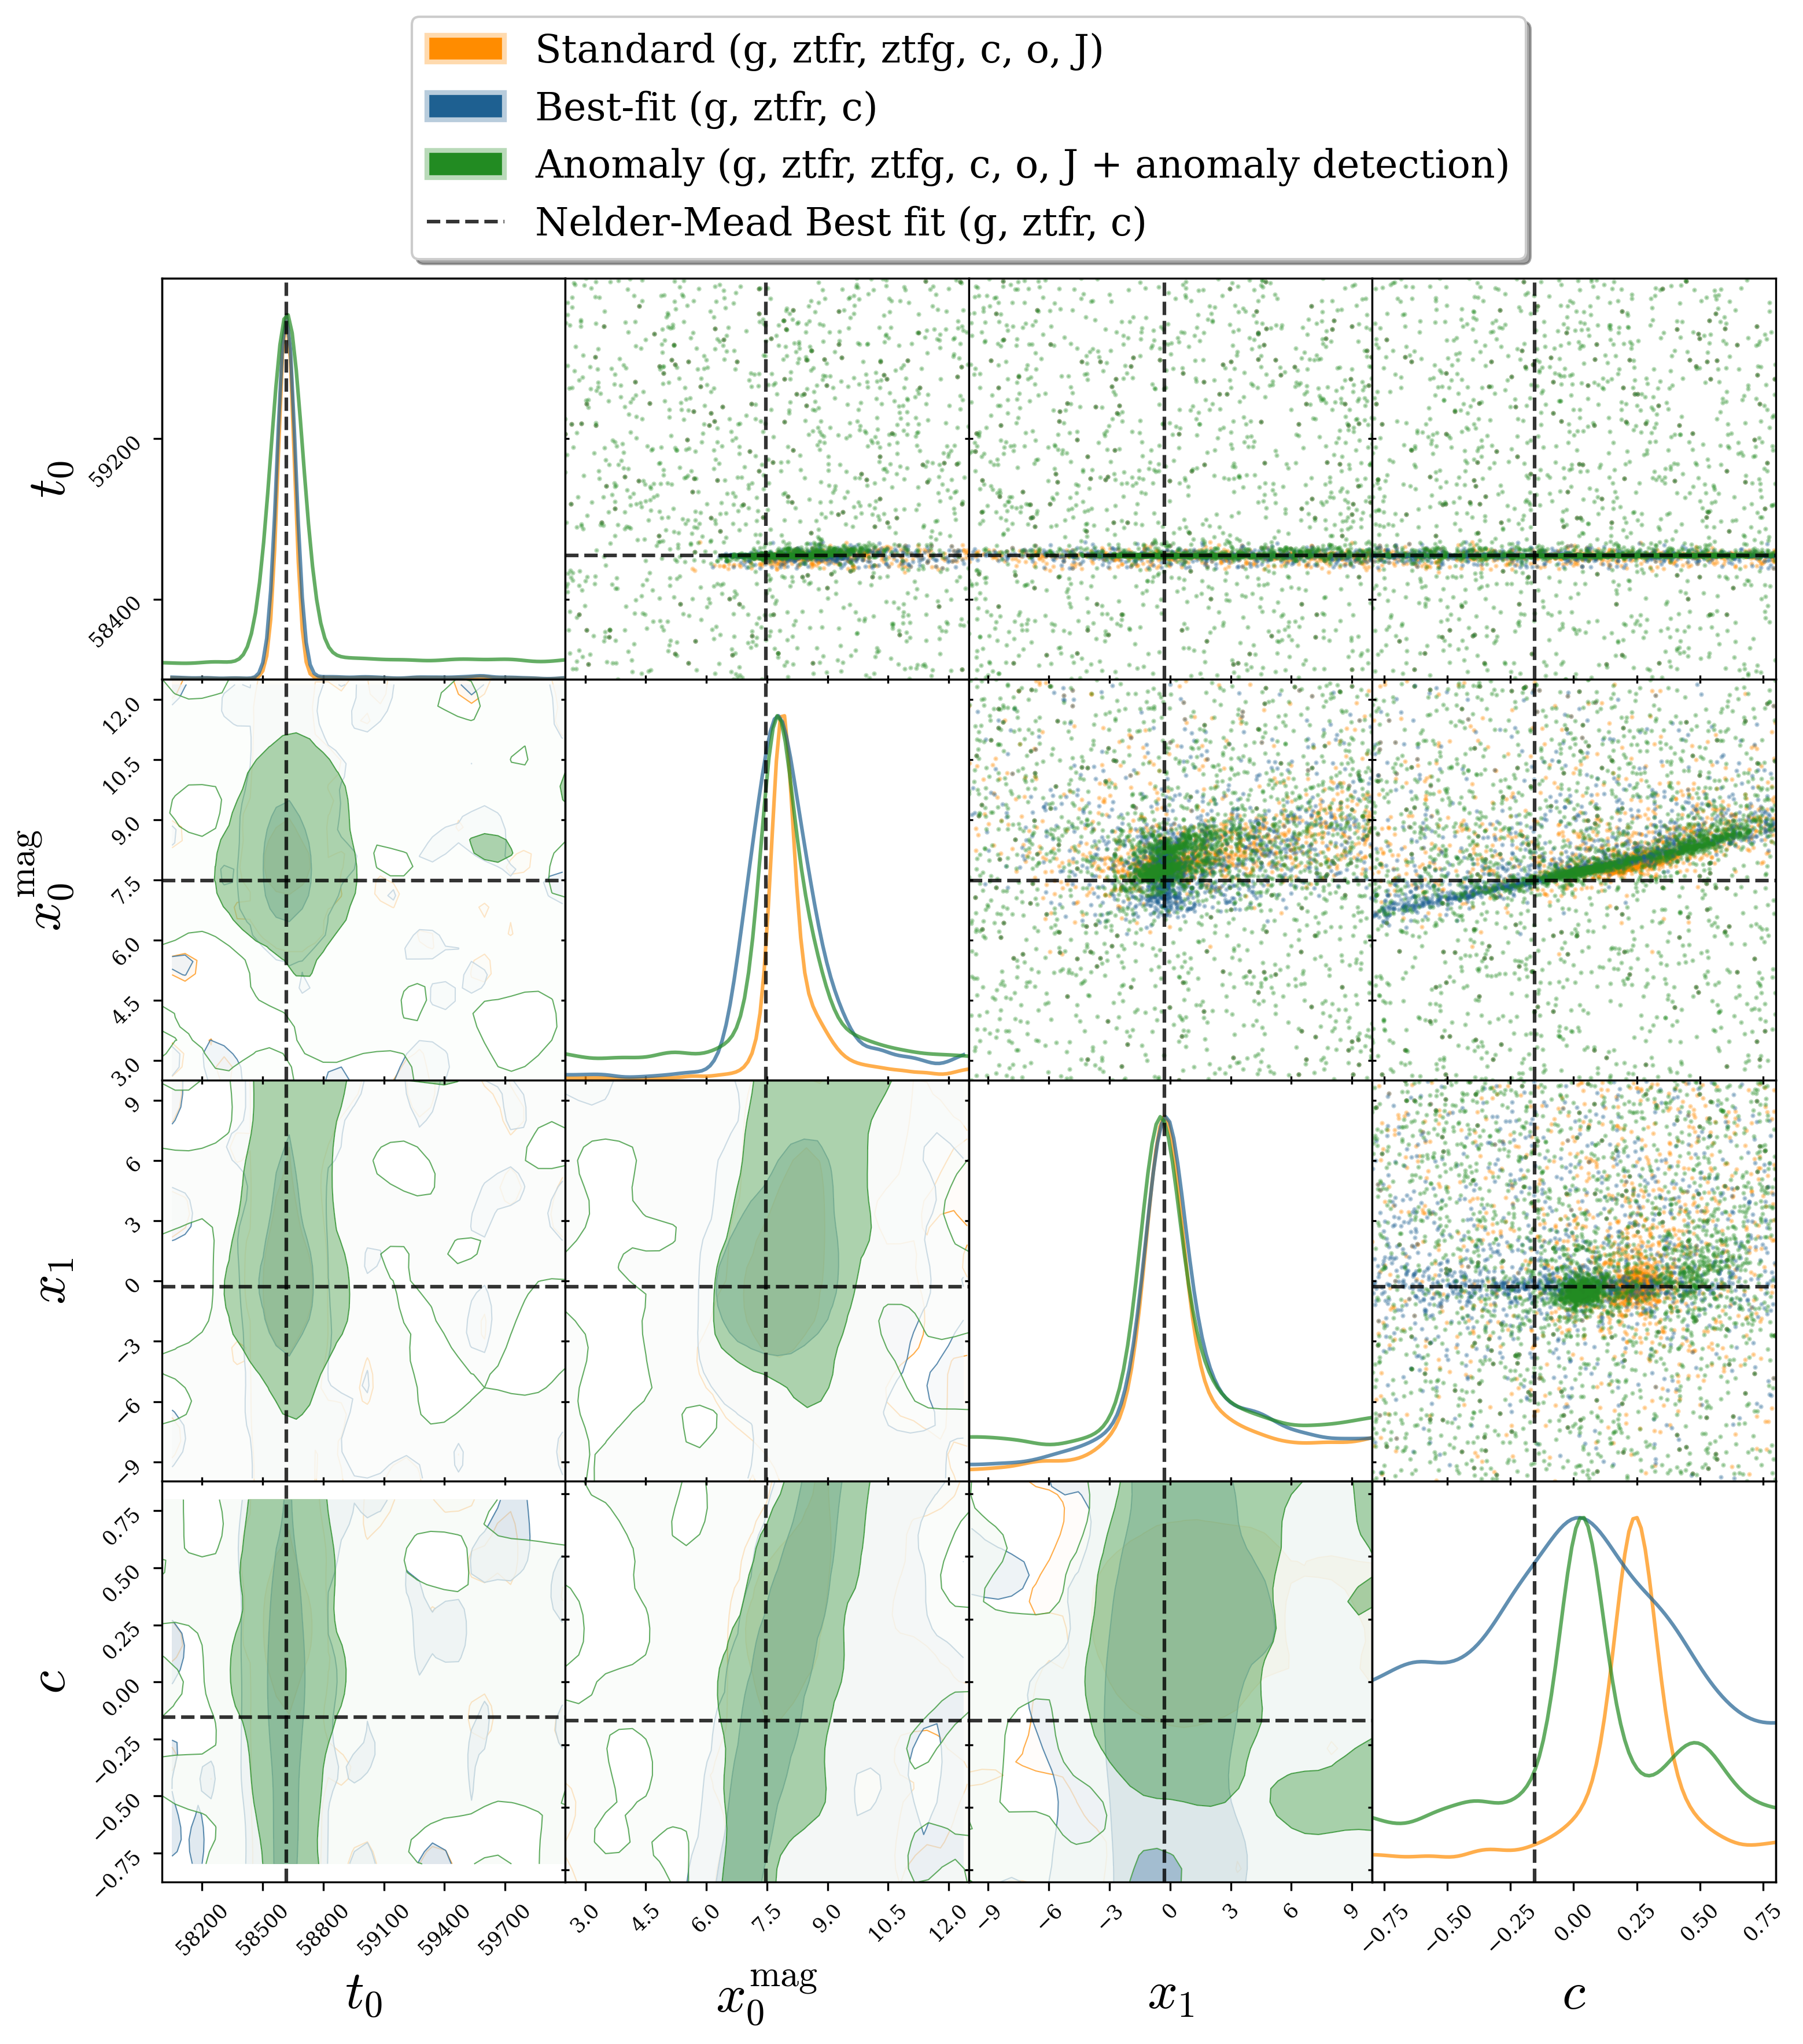 Standard (g, ztfr, ztfg, c, o, J)
Best-fit (g, ztfr, c)
Anomaly (g, ztfr, ztfg, c, o, J + anomaly detection)
Nelder-Mead Best fit (g, ztfr, c)
t0
59200
58400
x0mag
12.0
10.5
9.0
7.5
6.0
4.5
3.0
x1
9
6
3
0
−3
−6
−9
c
0.75
0.50
0.25
0.00
−0.25
−0.50
−0.75
58200 58500 58800 59100 59400 59700 3.0 4.5 6.0 7.5 9.0 10.5 12.0 −9 −6 −3 0 3 6 9 −0.75 −0.50 −0.25 0.00 0.25 0.50 0.75
t0 x0mag x1 c